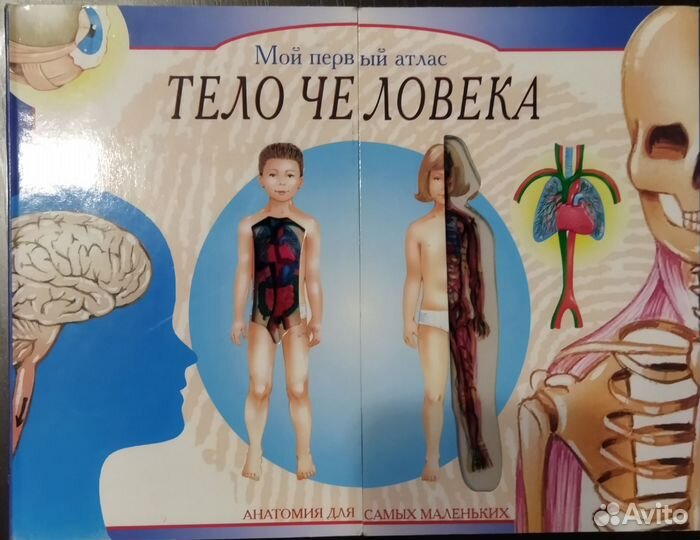 Мой первый атлас
ТЕЛО ЧЕЛОВЕКА
АНАТОМИЯ ДЛЯ САМЫХ МАЛЕНЬКИХ
Avito